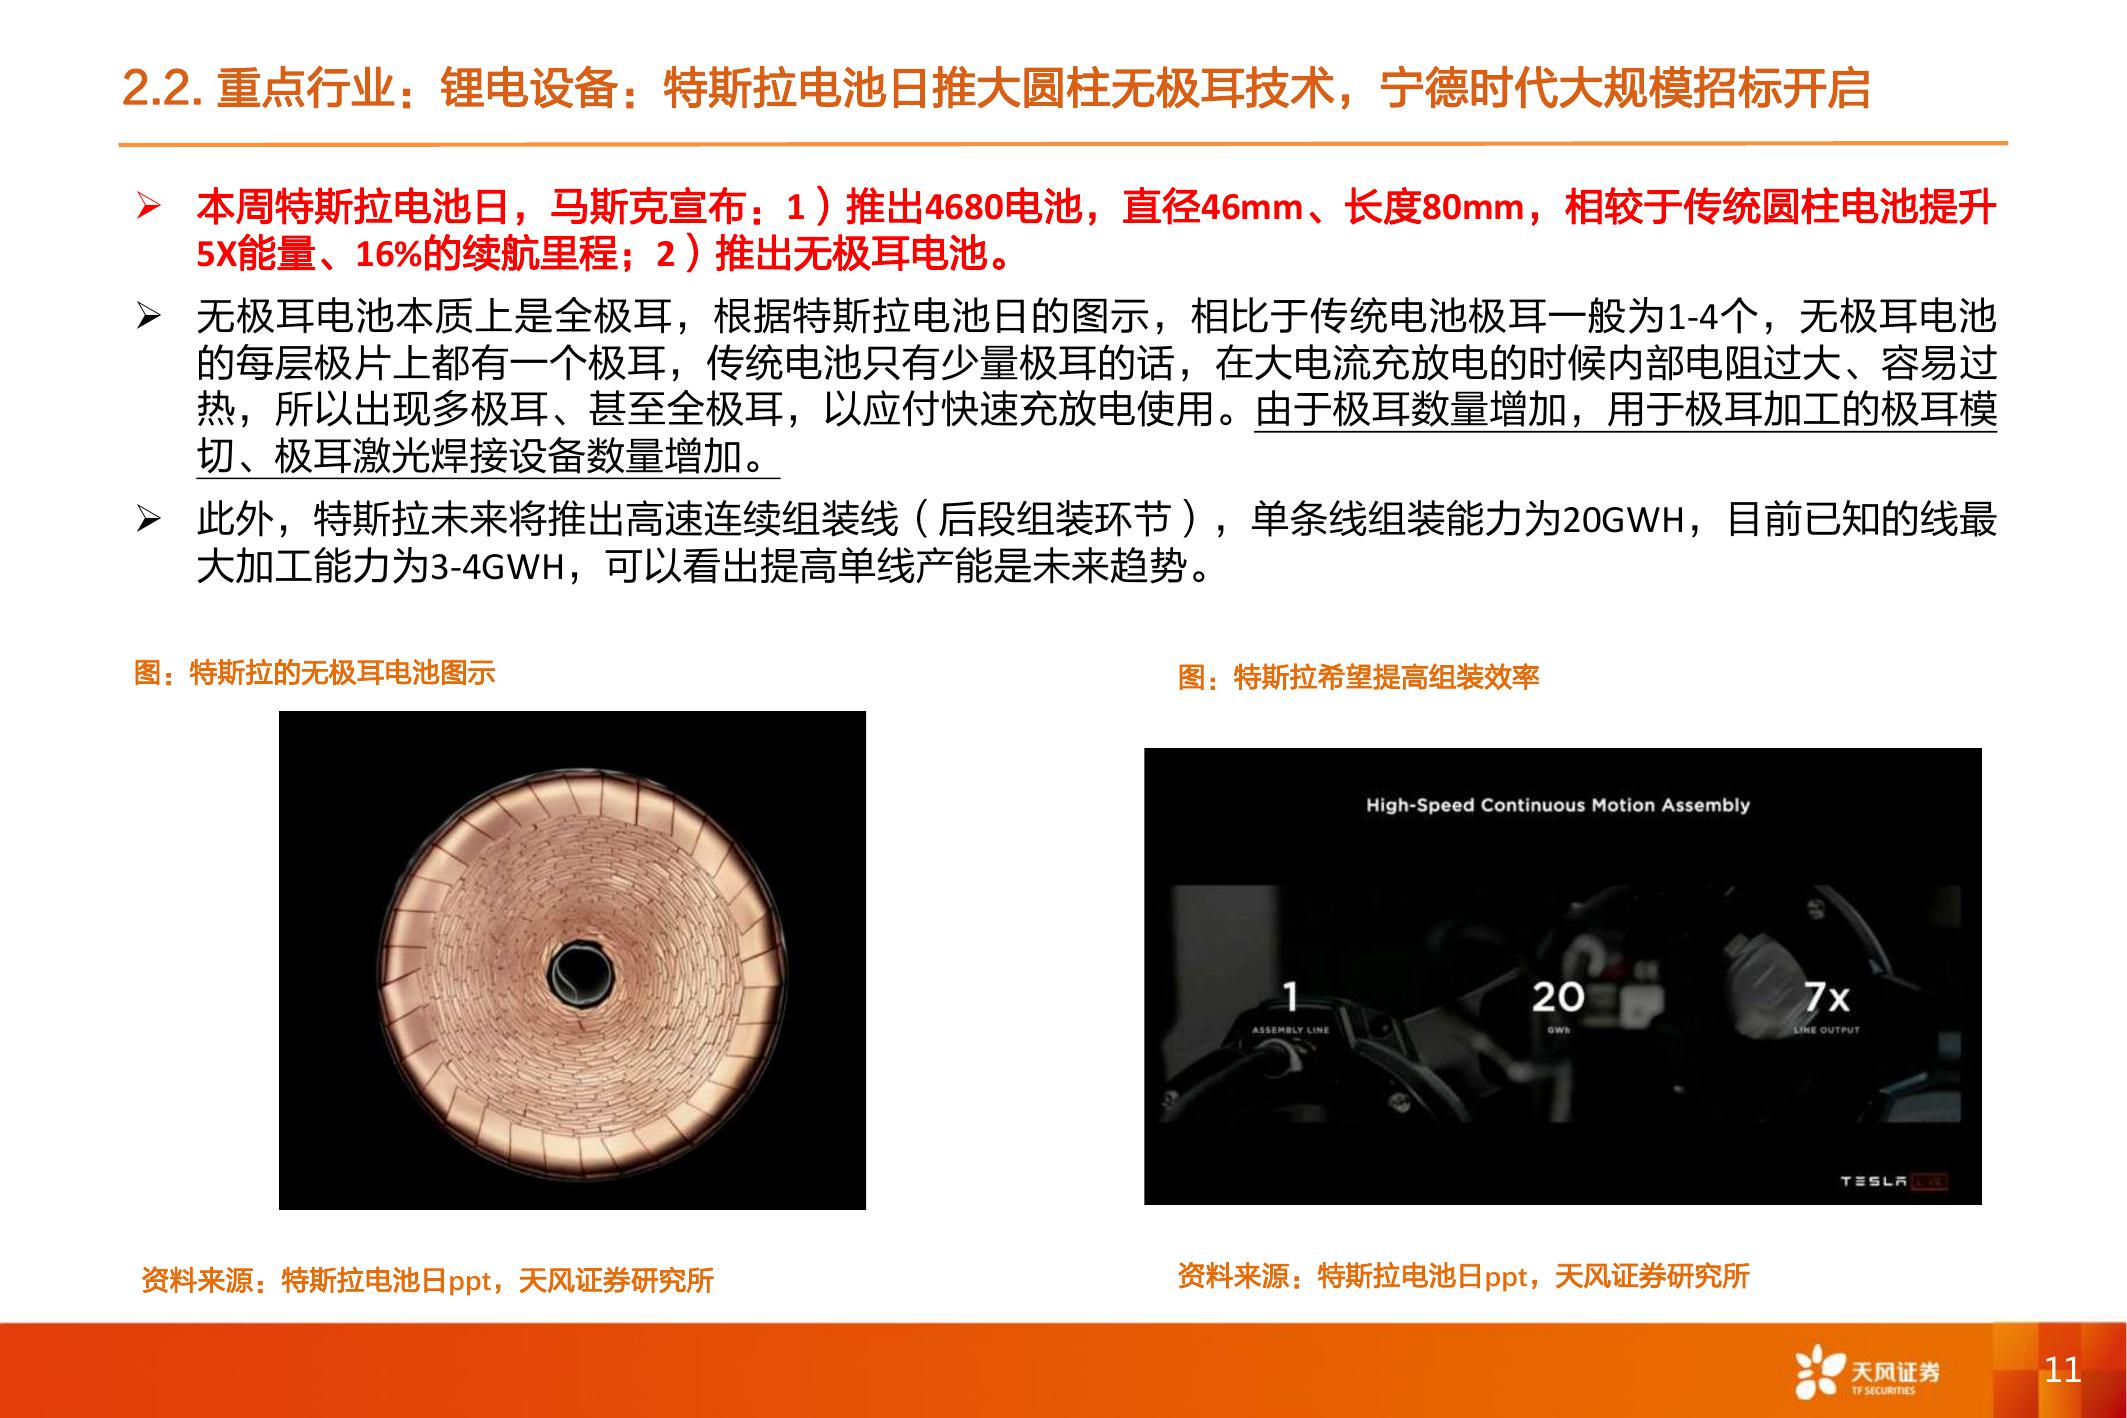 2.2. 重点行业：锂电设备：特斯拉电池日推大圆柱无极耳技术，宁德时代大规模招标开启
本周特斯拉电池日，马斯克宣布：1）推出4680电池，直径46mm、长度80mm，相较于传统圆柱电池提升
5X能量、16%的续航里程；2）推出无极耳电池。
无极耳电池本质上是全极耳，根据特斯拉电池日的图示，相比于传统电池极耳一般为1-4个，无极耳电池
的每层极片上都有一个极耳，传统电池只有少量极耳的话，在大电流充放电的时候内部电阻过大、容易过
热，所以出现多极耳、甚至全极耳，以应付快速充放电使用。由于极耳数量增加，用于极耳加工的极耳模
切、极耳激光焊接设备数量增加。
此外，特斯拉未来将推出高速连续组装线（后段组装环节），单条线组装能力为20GWH，目前已知的线最
大加工能力为3-4GWH，可以看出提高单线产能是未来趋势。
图：特斯拉的无极耳电池图示
图：特斯拉希望提高组装效率
High-Speed Continuous Motion Assembly
1
ASSEMBLY LINE
20
GWh
7x
LINE OUTPUT
TESLA LIVE
资料来源：特斯拉电池日ppt，天风证券研究所
资料来源：特斯拉电池日ppt，天风证券研究所
天风证券
TF SECURITIES
11